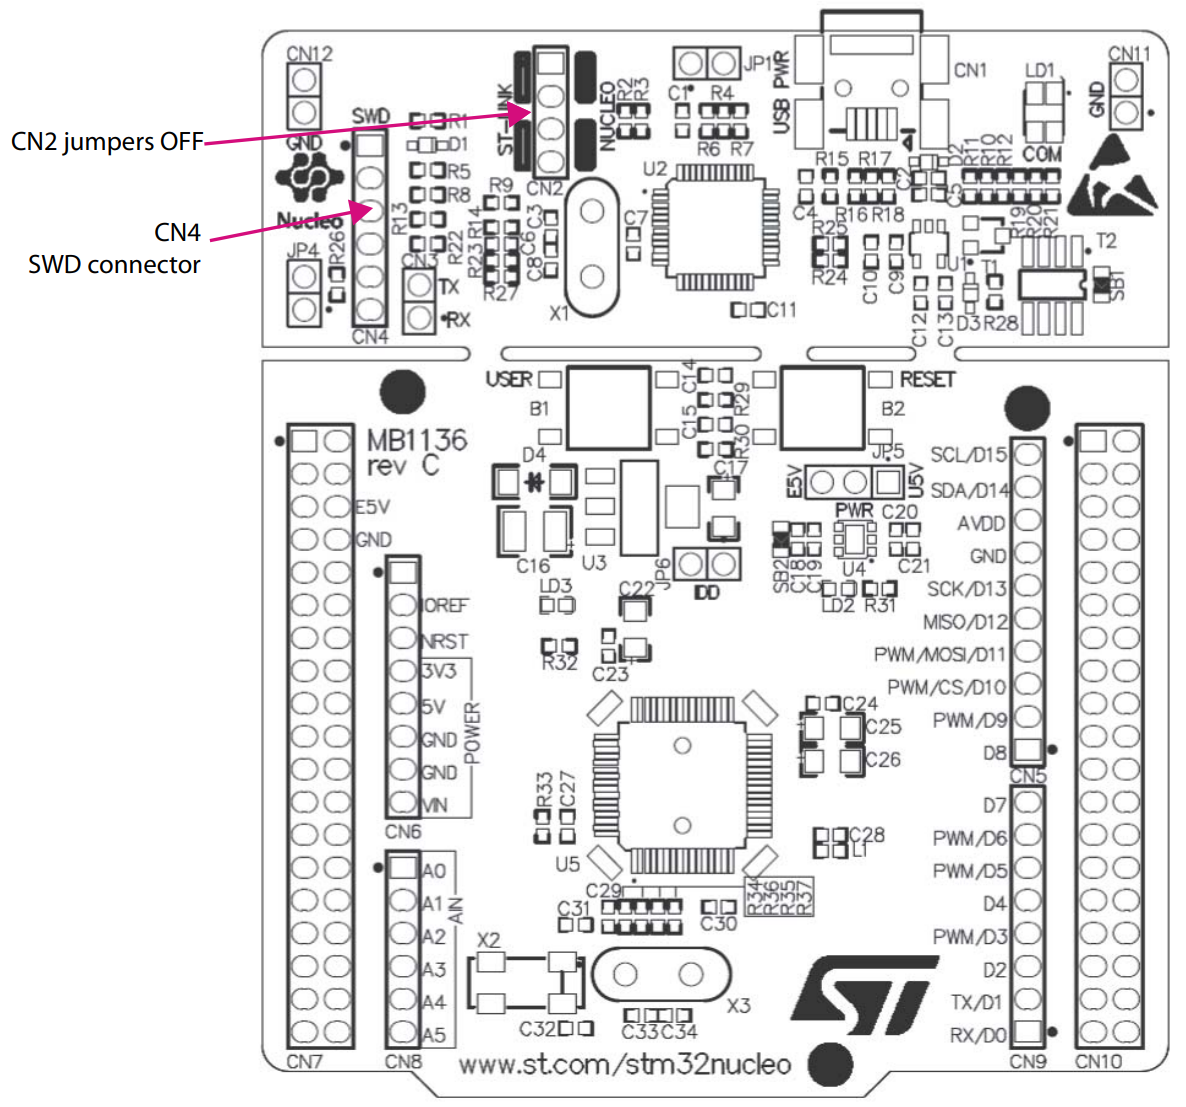 CN2 jumpers OFF
CN4
SWD connector
CN12
GND
Nucleo
JP4
R26
SWD
CN4
R1
D1
R5
R8
R13
R22
CN3
TX
RX
ST-LINK
NUCLEO
CN2
R9
R14
R23
R27
C3
C6
C8
X1
R2
R3
C7
JP1
C1
R4
R6
R7
U2
C11
USB PWR
CN1
R15
R17
C4
R16
R18
R25
R24
C10
C9
C2
D2
C5
U1
C12
C13
R11
R10
R12
R19
R20
R21
T1
D3
R28
T2
SB1
LD1
COM
CN11
GND
USER
B1
C14
R29
C15
R30
RESET
B2
MB1136
rev C
E5V
GND
IOREF
NRST
3V3
5V
GND
GND
VIN
POWER
CN6
A0
A1
A2
A3
A4
A5
AIN
CN7
CN8
D4
C16
U3
C17
JP6
IDD
LD3
R32
C22
C23
JP5
E5V
U5V
PWR
SB2
C18
C19
U4
C20
C21
LD2
R31
C24
C25
C26
R33
C27
U5
C28
L1
C29
R34
R36
R35
R37
C30
C31
X2
C32
X3
C33
C34
SCL/D15
SDA/D14
AVDD
GND
SCK/D13
MISO/D12
PWM/MOSI/D11
PWM/CS/D10
PWM/D9
D8
CN5
D7
PWM/D6
PWM/D5
D4
PWM/D3
D2
TX/D1
RX/D0
CN9
CN10
ST
www.st.com/stm32nucleo